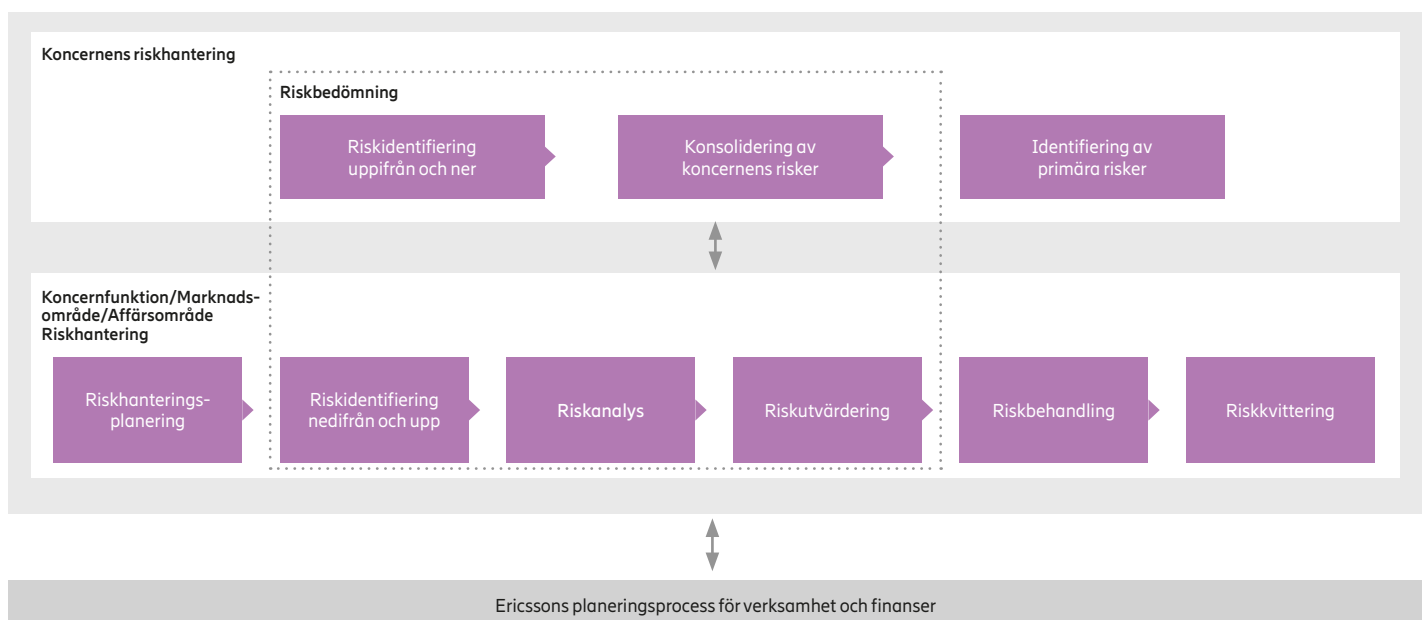 Koncernens riskhantering
Riskbedömning
Riskidentifiering
uppifrån och ner
Konsolidering av
koncernens risker
Identifiering av
primära risker
Koncernfunktion/Marknads-
område/Affärsområde
Riskhantering
Riskhanterings-
planering
Riskidentifiering
nedifrån och upp
Riskanalys
Riskutvärdering
Riskbehandling
Riskkvittering
Ericssons planeringsprocess för verksamhet och finanser